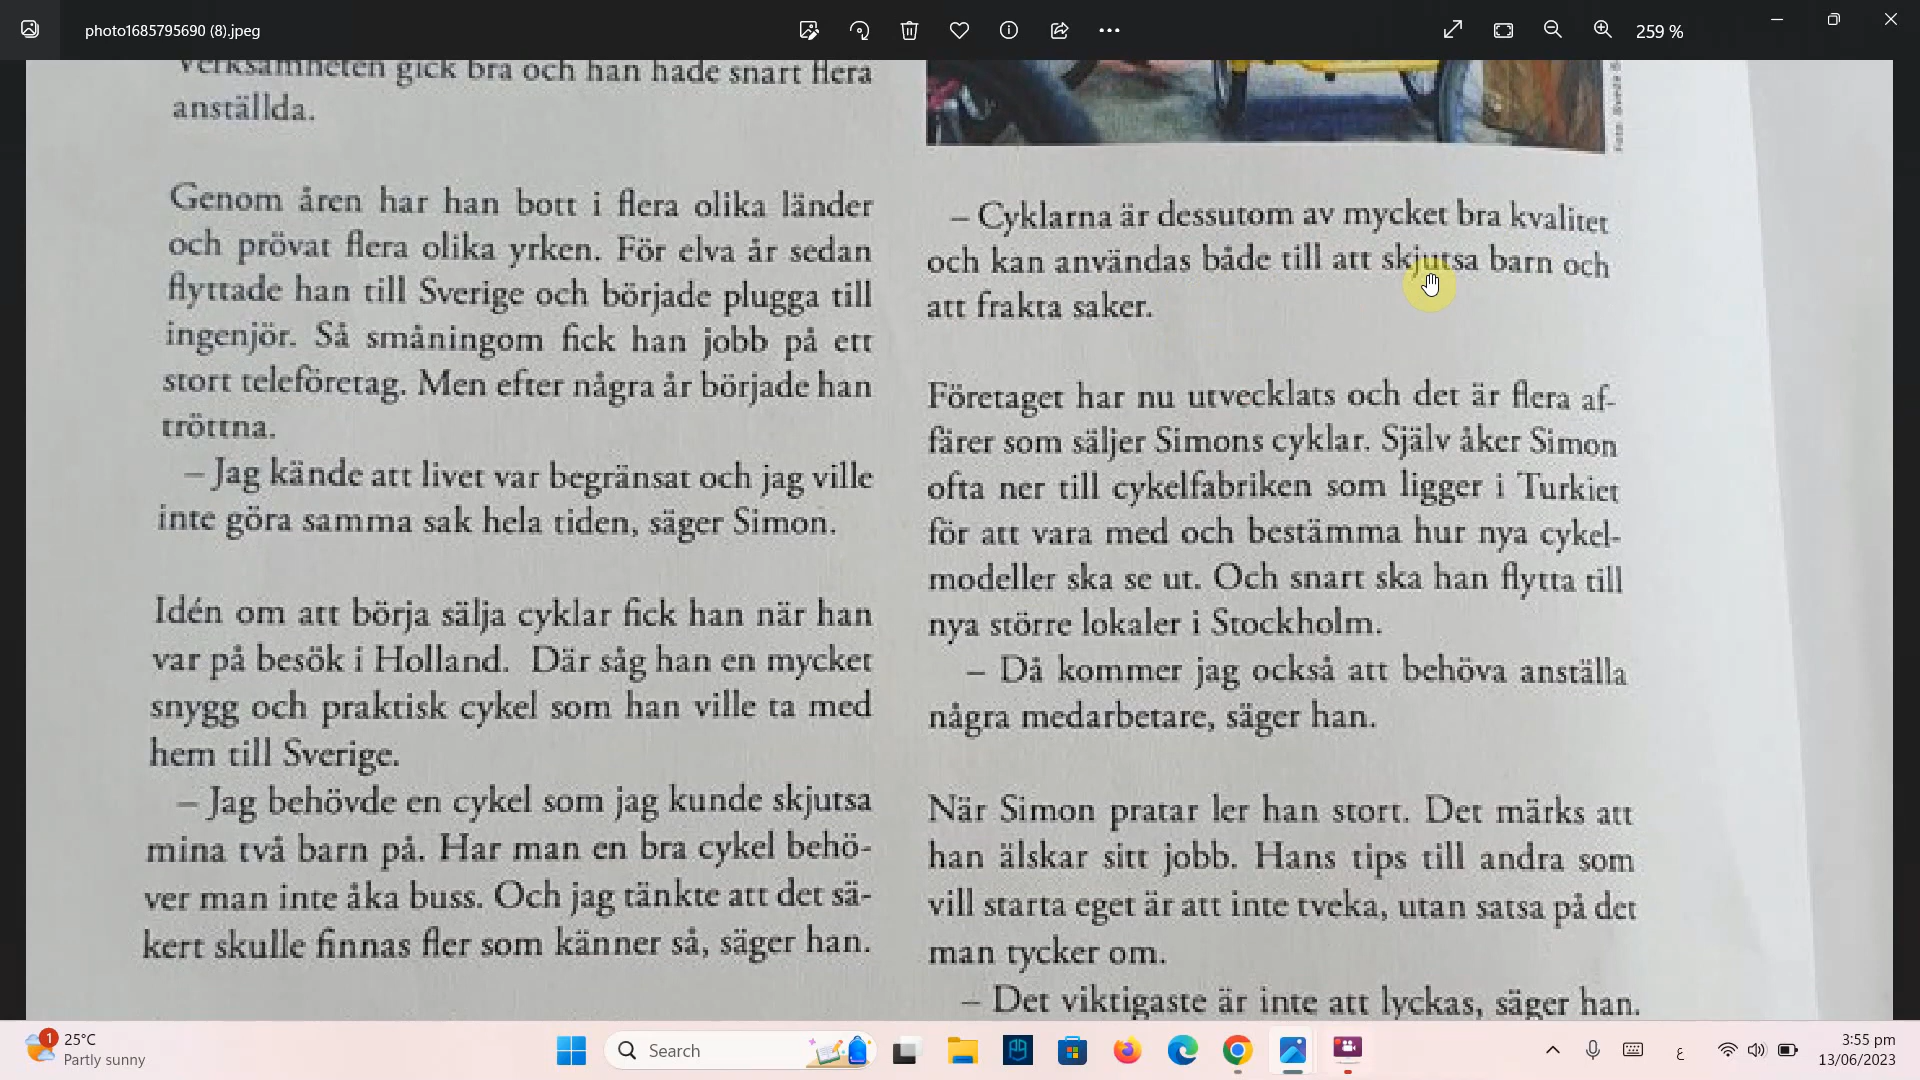 photo1685795690 (8).jpeg
259 %
Verksamheten gick bra och han hade snart flera
anställda.
Genom åren har han bott i flera olika länder
och prövat flera olika yrken. För elva år sedan
flyttade han till Sverige och började plugga till
ingenjör. Så småningom fick han jobb på ett
stort teleföretag. Men efter några år började han
tröttna.
– Jag kände att livet var begränsat och jag ville
inte göra samma sak hela tiden, säger Simon.
Idén om att börja sälja cyklar fick han när han
var på besök i Holland. Där såg han en mycket
snygg och praktisk cykel som han ville ta med
hem till Sverige.
– Jag behövde en cykel som jag kunde skjutsa
mina två barn på. Har man en bra cykel behö-
ver man inte åka buss. Och jag tänkte att det sä-
kert skulle finnas fler som känner så, säger han.
Foto:
– Cyklarna är dessutom av mycket bra kvalitet
och kan användas både till att skjutsa barn och
att frakta saker.
Företaget har nu utvecklats och det är flera af-
färer som säljer Simons cyklar. Själv åker Simon
ofta ner till cykelfabriken som ligger i Turkiet
för att vara med och bestämma hur nya cykel-
modeller ska se ut. Och snart ska han flytta till
nya större lokaler i Stockholm.
– Då kommer jag också att behöva anställa
några medarbetare, säger han.
När Simon pratar ler han stort. Det märks att
han älskar sitt jobb. Hans tips till andra som
vill starta eget är att inte tveka, utan satsa på det
man tycker om.
– Det viktigaste är inte att lyckas, säger han.
1
25°C
Partly sunny
Search
ع
3:55 pm
13/06/2023